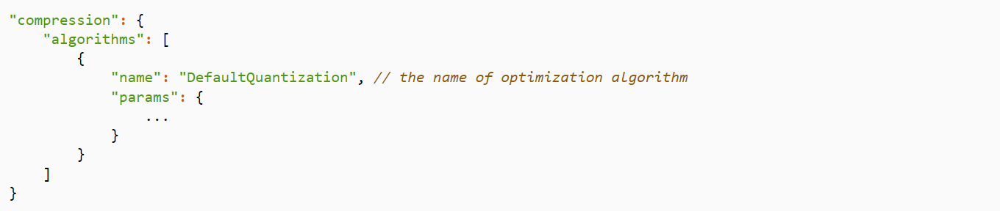 "compression": {
    "algorithms": [
        {
            "name": "DefaultQuantization", // the name of optimization algorithm
            "params": {
                ...
            }
        }
    ]
}